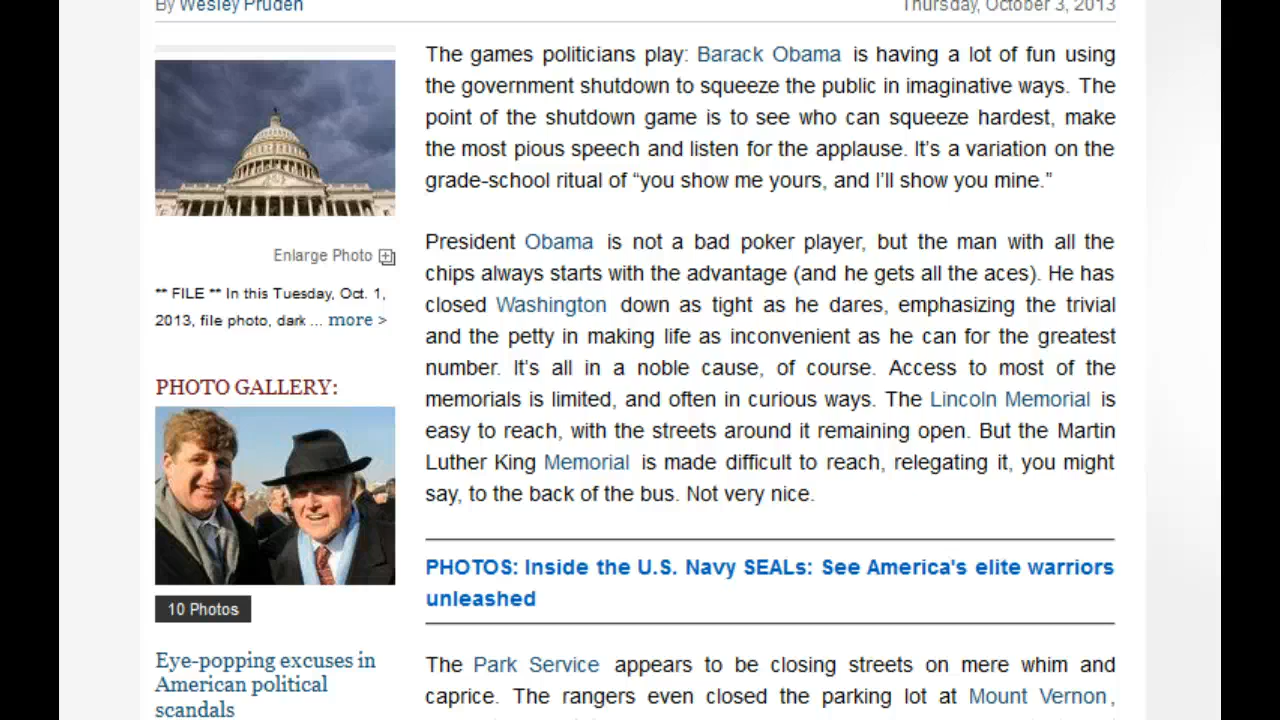 By Wesley Pruden
Thursday, October 3, 2013
The games politicians play: Barack Obama is having a lot of fun using
the government shutdown to squeeze the public in imaginative ways. The
point of the shutdown game is to see who can squeeze hardest, make
the most pious speech and listen for the applause. It’s a variation on the
grade-school ritual of “you show me yours, and I’ll show you mine.”
Enlarge Photo
** FILE ** In this Tuesday, Oct. 1,
2013, file photo, dark ... more >
President Obama is not a bad poker player, but the man with all the
chips always starts with the advantage (and he gets all the aces). He has
closed Washington down as tight as he dares, emphasizing the trivial
and the petty in making life as inconvenient as he can for the greatest
number. It’s all in a noble cause, of course. Access to most of the
memorials is limited, and often in curious ways. The Lincoln Memorial is
easy to reach, with the streets around it remaining open. But the Martin
Luther King Memorial is made difficult to reach, relegating it, you might
say, to the back of the bus. Not very nice.
PHOTO GALLERY:
10 Photos
Eye-popping excuses in
American political
scandals
PHOTOS: Inside the U.S. Navy SEALs: See America's elite warriors
unleashed
The Park Service appears to be closing streets on mere whim and
caprice. The rangers even closed the parking lot at Mount Vernon,